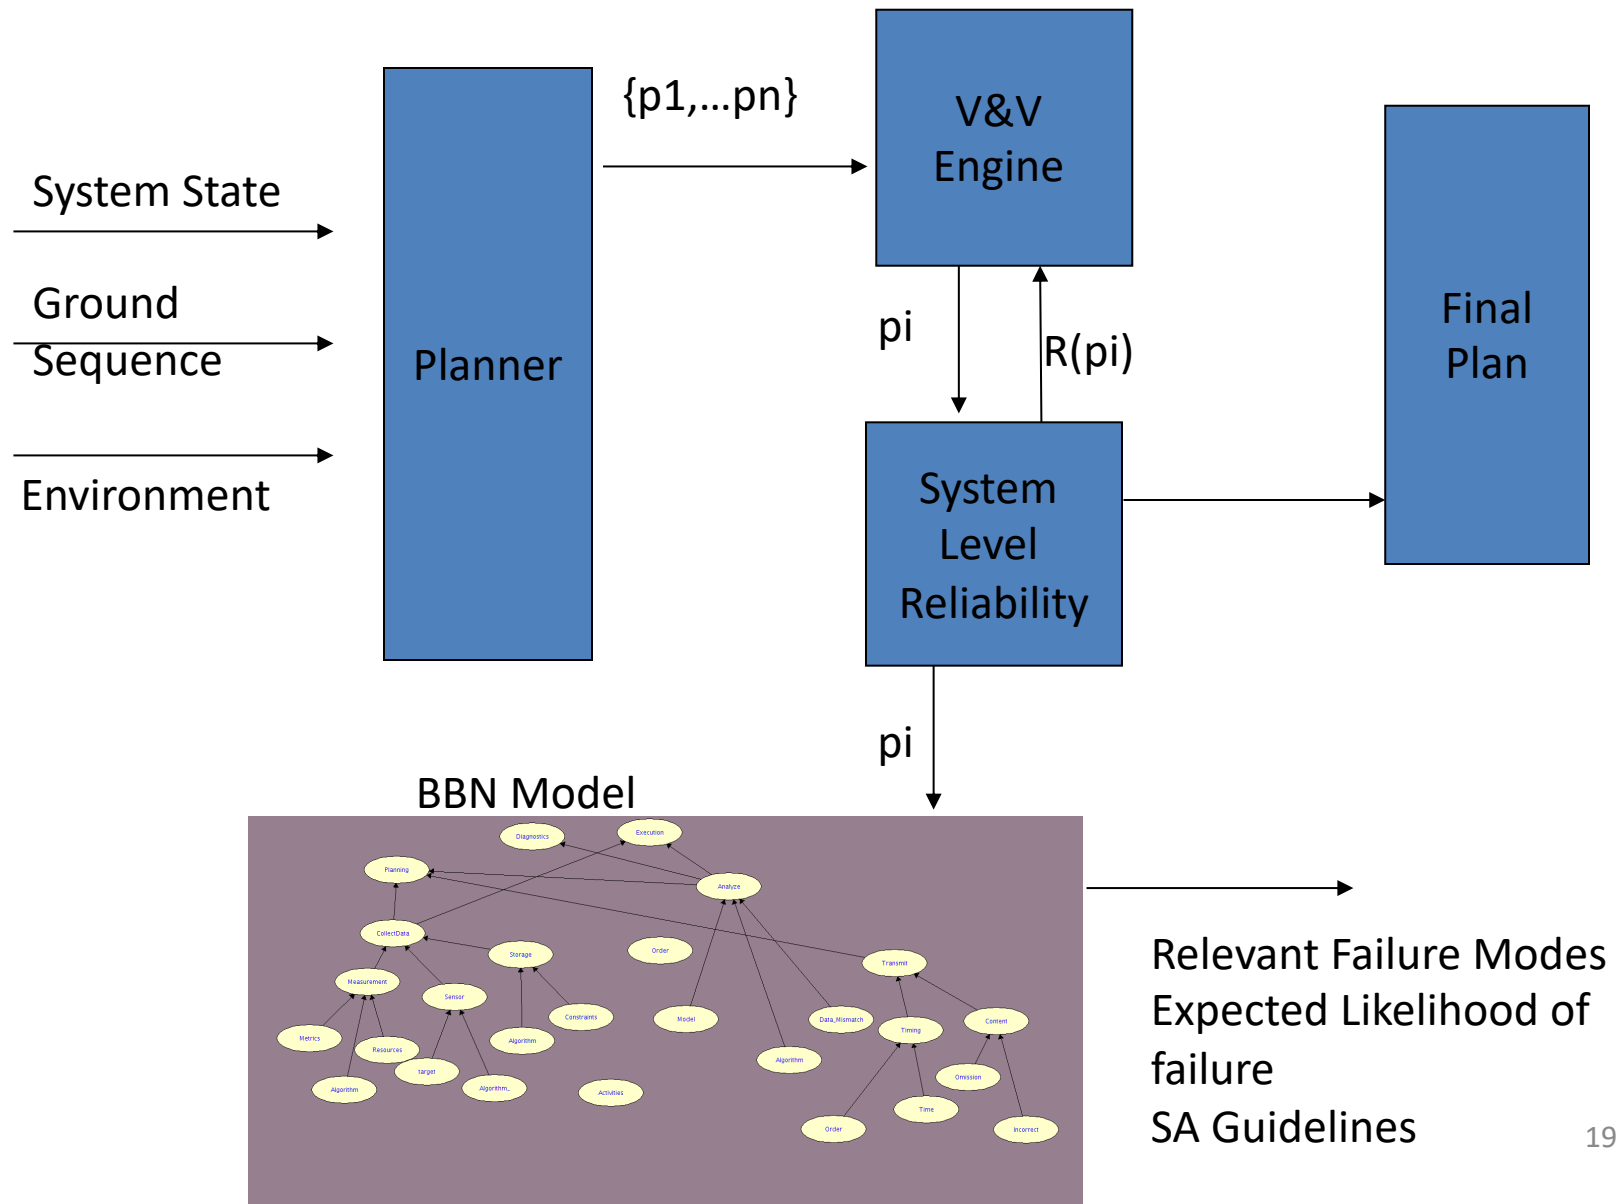 {p1,...pn}
V&V
Engine
System State
Ground
Sequence
Environment
Planner
pi
R(pi)
Final
Plan
System
Level
Reliability
pi
BBN Model
Diagnostics
Execution
Planning
Analyze
CollectData
Storage
Order
Transmit
Measurement
Sensor
Metrics
Resources
Algorithm
Constraints
Model
Data_Mismatch
Timing
Content
Algorithm
target
Algorithm_
Algorithm
Activities
Omission
Order
Time
Incorrect
Relevant Failure Modes
Expected Likelihood of
failure
SA Guidelines
19